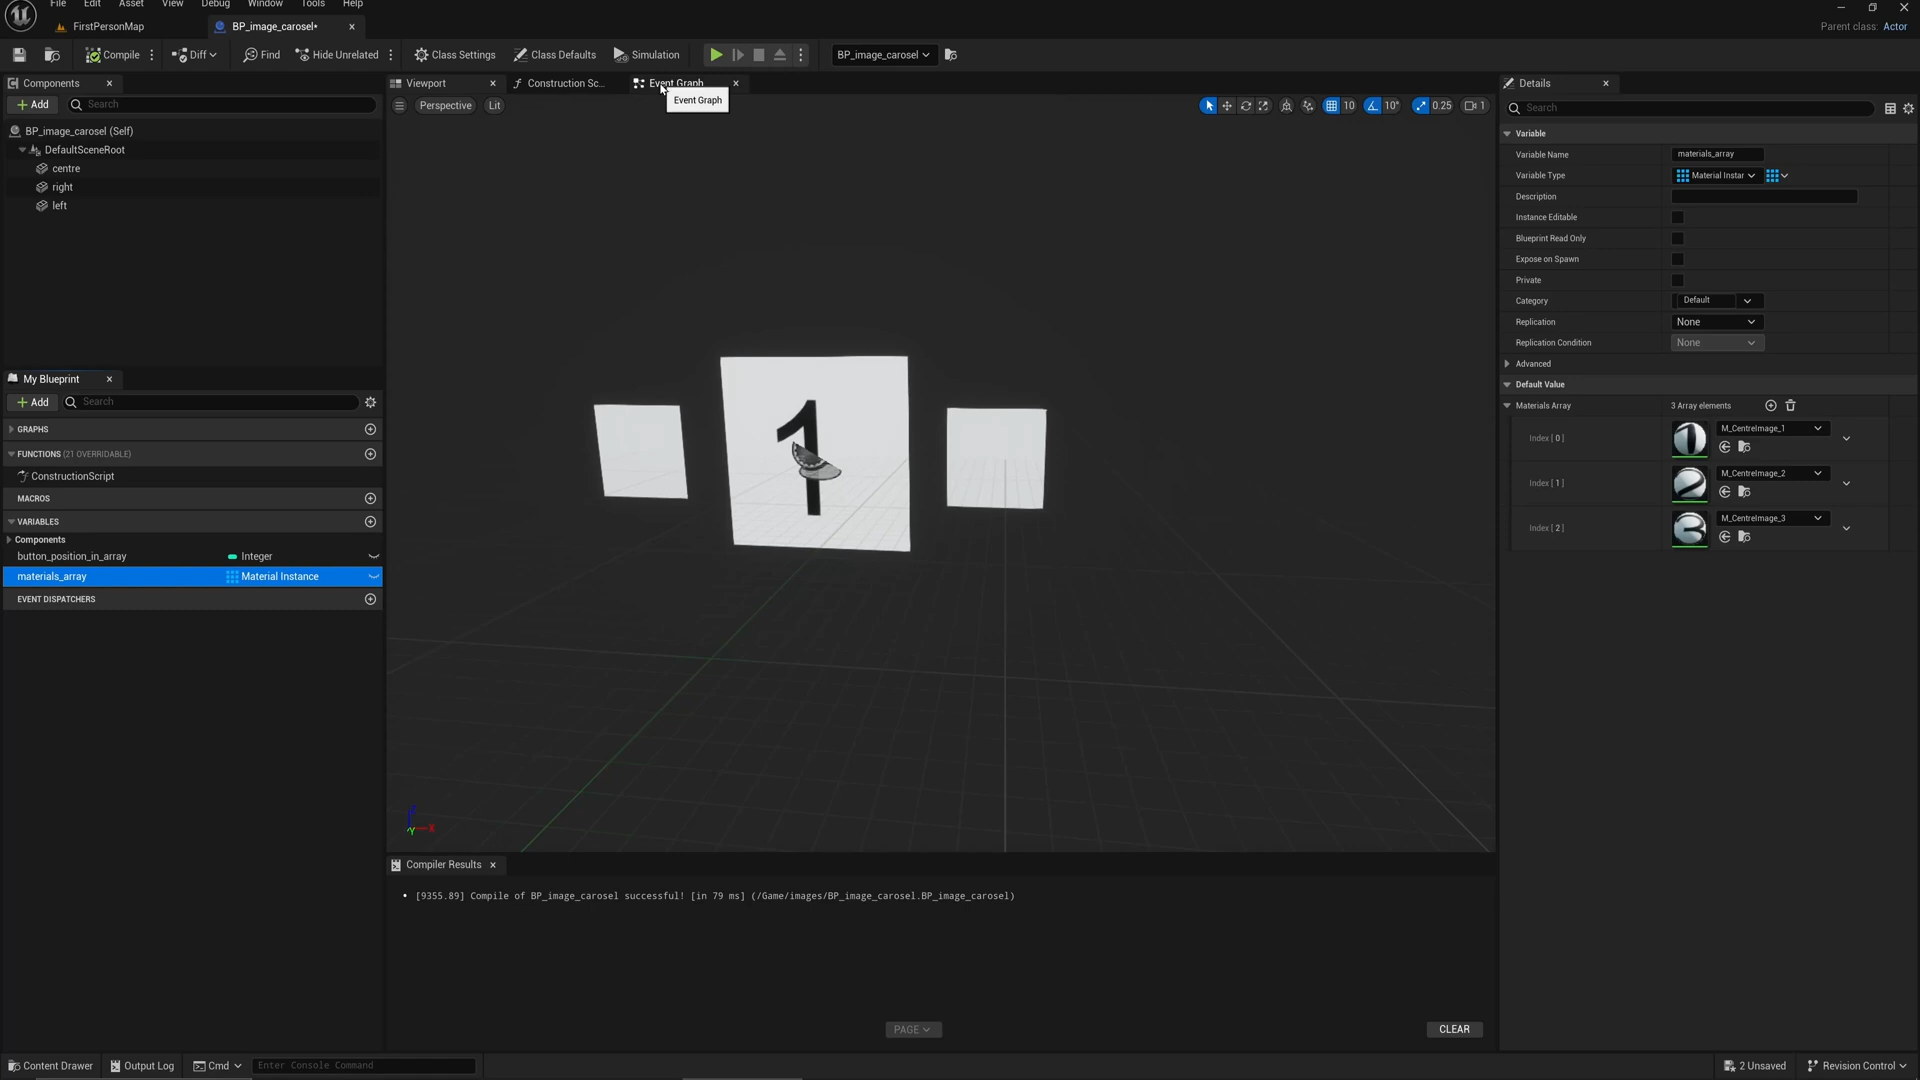 File Edit Asset View Debug Window Tools Help
FirstPersonMap
BP_image_carosel*
Parent class: Actor
Compile
Diff
Find
Hide Unrelated
Class Settings
Class Defaults
Simulation
BP_image_carosel
Components
Viewport
Construction Sc...
Event Graph
Details
Add
Search
Perspective
Lit
Event Graph
10
10°
0.25
1
Search
BP_image_carosel (Self)
DefaultSceneRoot
centre
right
left
Variable
Variable Name
materials_array
Variable Type
Material Instar
Description
Instance Editable
Blueprint Read Only
Expose on Spawn
Private
Category
Default
Replication
None
Replication Condition
None
Advanced
Default Value
Materials Array
3 Array elements
Index [ 0 ]
M_CentreImage_1
Index [ 1 ]
M_CentreImage_2
Index [ 2 ]
M_CentreImage_3
1
My Blueprint
Add
Search
GRAPHS
FUNCTIONS (21 OVERRIDABLE)
ConstructionScript
MACROS
VARIABLES
Components
button_position_in_array
Integer
materials_array
Material Instance
EVENT DISPATCHERS
Z
Y
X
Compiler Results
[9355.89] Compile of BP_image_carosel successful! [in 79 ms] (/Game/images/BP_image_carosel.BP_image_carosel)
PAGE
CLEAR
Content Drawer
Output Log
Cmd
Enter Console Command
2 Unsaved
Revision Control